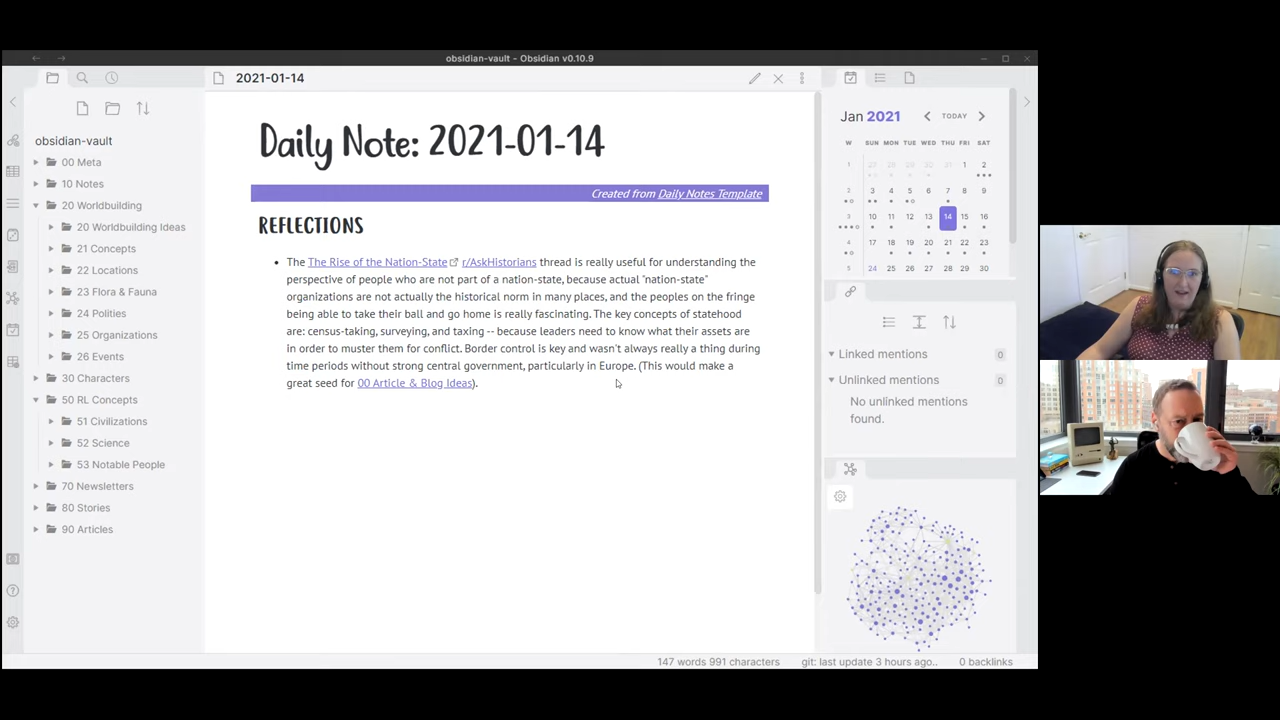 obsidian-vault - Obsidian v0.10.9
2021-01-14
obsidian-vault
00 Meta
10 Notes
20 Worldbuilding
20 Worldbuilding Ideas
21 Concepts
22 Locations
23 Flora & Fauna
24 Polities
25 Organizations
26 Events
30 Characters
50 RL Concepts
51 Civilizations
52 Science
53 Notable People
70 Newsletters
80 Stories
90 Articles
Daily Note: 2021-01-14
Created from Daily Notes Template
REFLECTIONS
The The Rise of the Nation-State r/AskHistorians thread is really useful for understanding the
perspective of people who are not part of a nation-state, because actual "nation-state"
organizations are not actually the historical norm in many places, and the peoples on the fringe
being able to take their ball and go home is really fascinating. The key concepts of statehood
are: census-taking, surveying, and taxing -- because leaders need to know what their assets are
in order to muster them for conflict. Border control is key and wasn't always really a thing during
time periods without strong central government, particularly in Europe. (This would make a
great seed for 00 Article & Blog Ideas).
Jan 2021 TODAY
W SUN MON TUE WED THU FRI SAT
1 27 28 29 30 31 1 2
2 3 4 5 6 7 8 9
3 10 11 12 13 14 15 16
4 17 18 19 20 21 22 23
5 24 25 26 27 28 29 30
Linked mentions 0
Unlinked mentions 0
No unlinked mentions
found.
147 words 991 characters git: last update 3 hours ago.. 0 backlinks